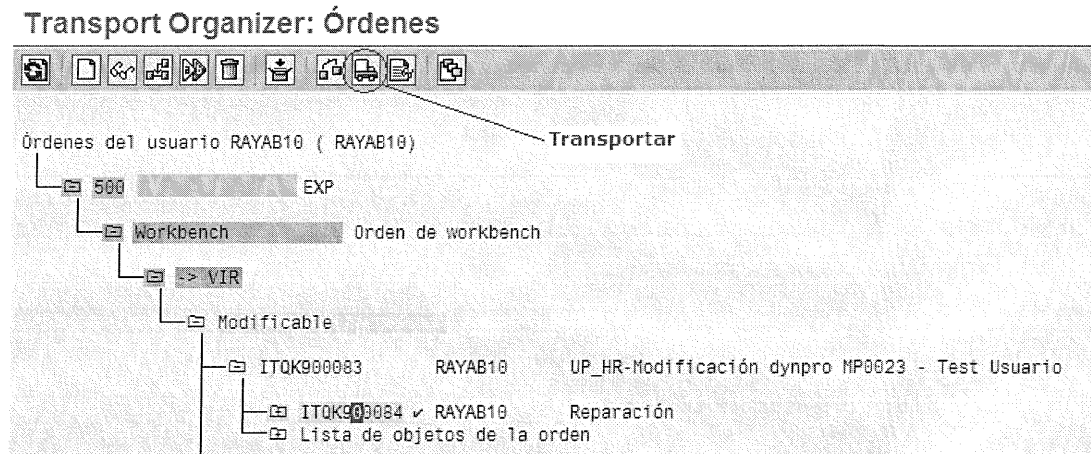 Transport Organizer: Órdenes
Transportar
Órdenes del usuario RAYAB10 ( RAYAB10)
500 EXP
Workbench Orden de workbench
-> VIR
Modificable
ITQK900083 RAYAB10 UP_HR-Modificación dynpro MP0023 - Test Usuario
ITQK900084 ✔ RAYAB10 Reparación
Lista de objetos de la orden